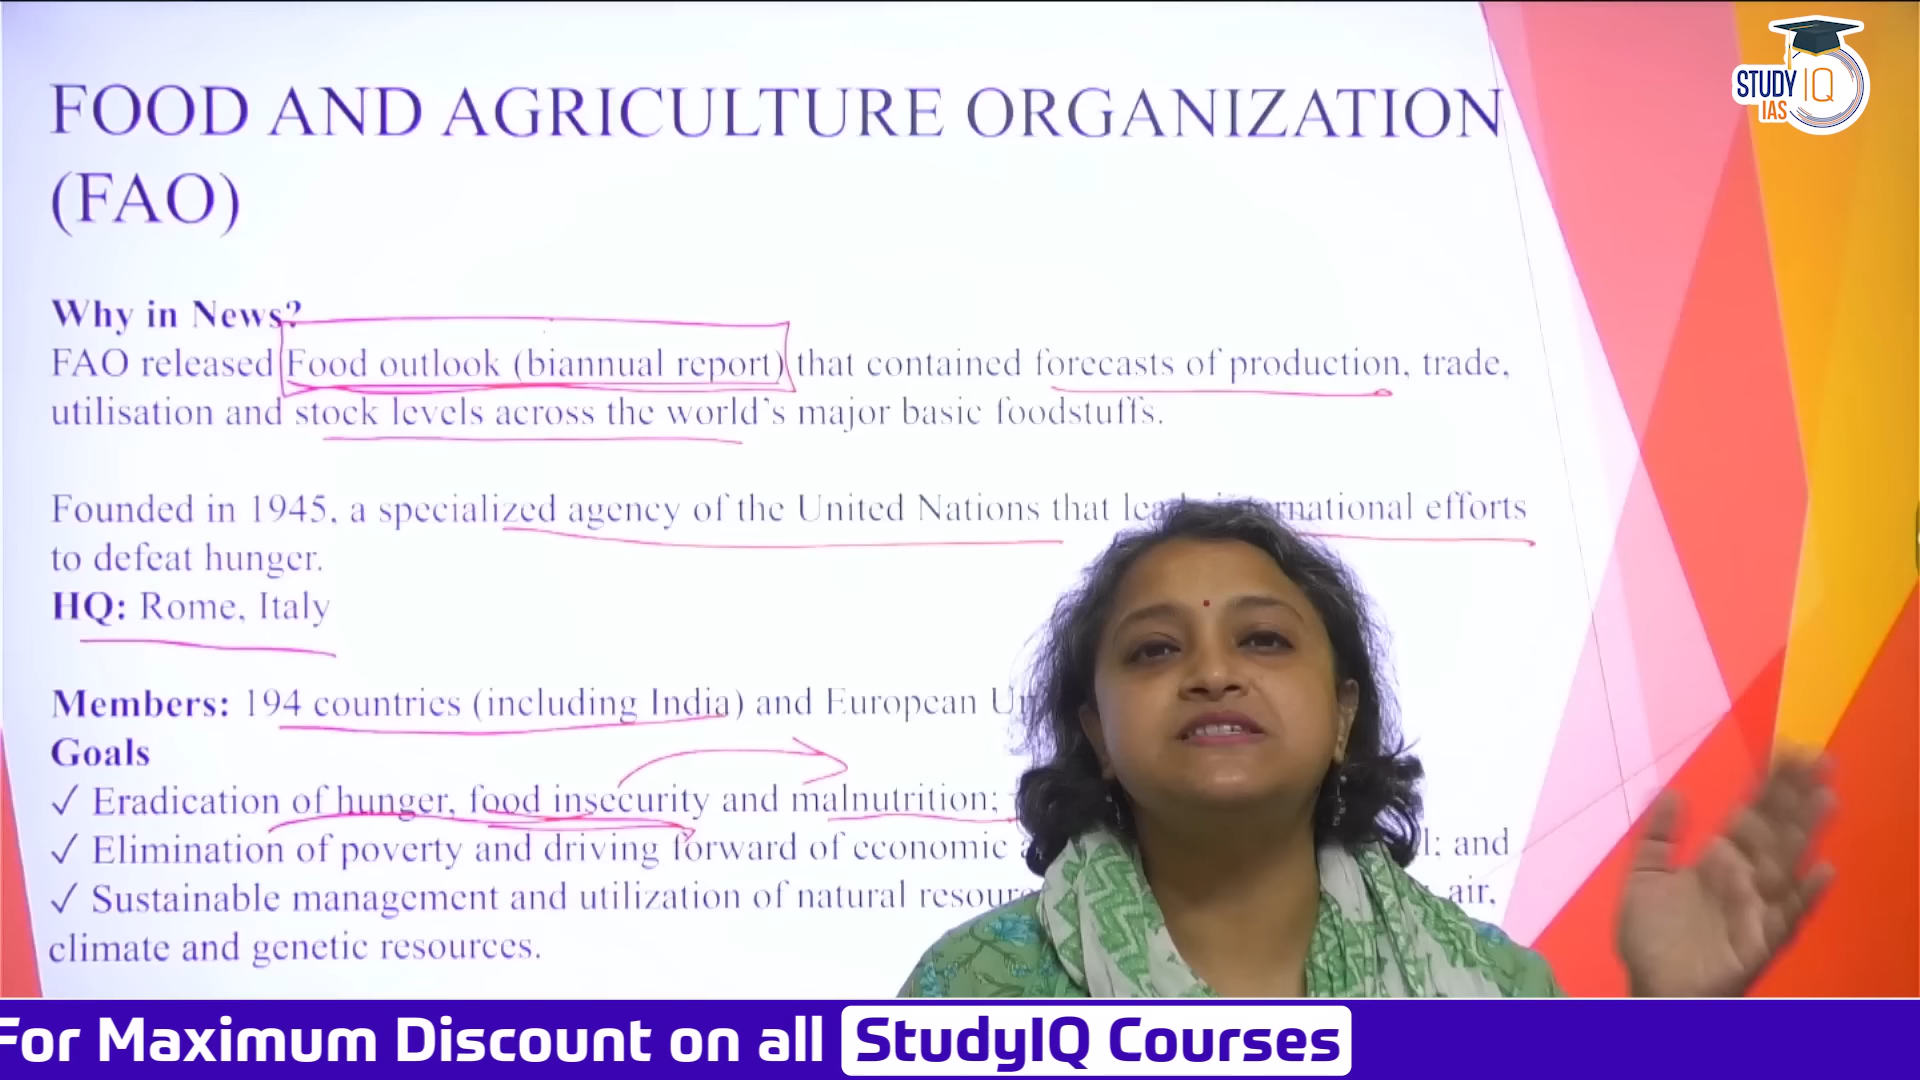 STUDY IQ
IAS
FOOD AND AGRICULTURE ORGANIZATION
(FAO)
Why in News?
FAO released Food outlook (biannual report) that contained forecasts of production, trade,
utilisation and stock levels across the world's major basic foodstuffs.
Founded in 1945, a specialized agency of the United Nations that efforts
to defeat hunger.
HQ: Rome, Italy
Members: 194 countries (including India) and European
Goals
✓ Eradication of hunger, food insecurity and malnutrition;
✓ Elimination of poverty and driving forward of economic and
✓ Sustainable management and utilization of natural air,
climate and genetic resources.
For Maximum Discount on all StudyIQ Courses